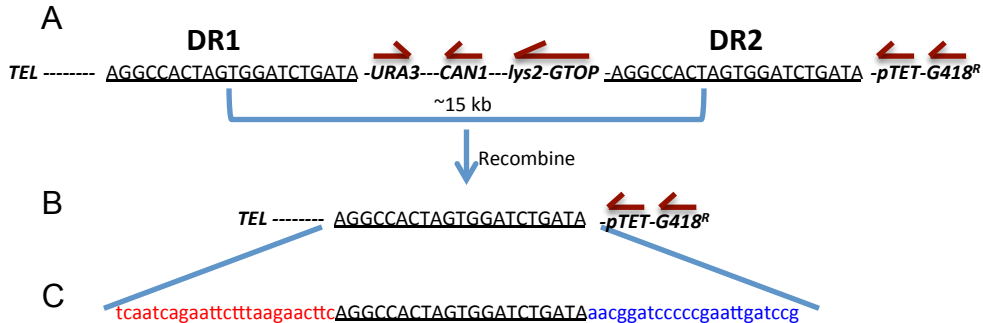 A
DR1 DR2
TEL -------- AGGCCACTAGTGGATCTGATA -URA3---CAN1---lys2-GTOP -AGGCCACTAGTGGATCTGATA -pTET-G418ᴿ
~15 kb
Recombine
B
TEL -------- AGGCCACTAGTGGATCTGATA -pTET-G418ᴿ
C
tcaatcagaattctttaagaacttcAGGCCACTAGTGGATCTGATAaacggatcccccgaattgatccg